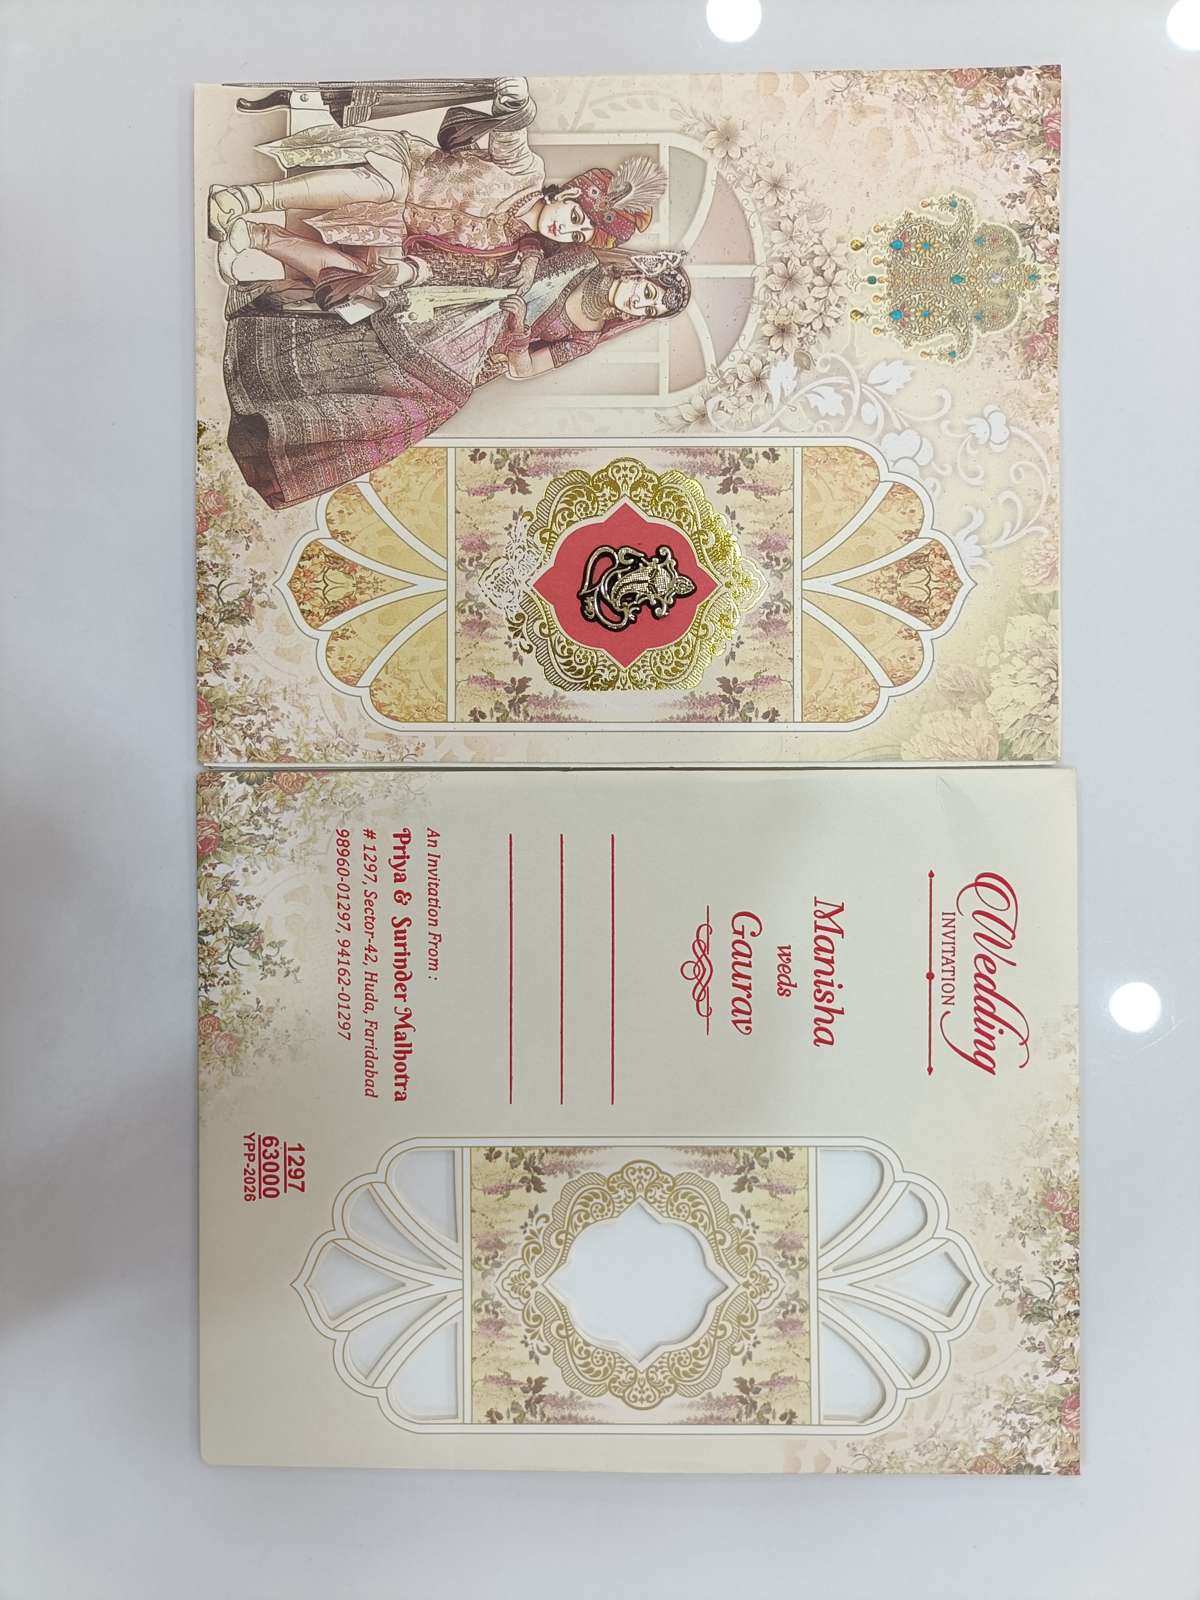 Wedding
INVITATION
Manisha
weds
Gaurav
An Invitation From :
Priya & Surinder Malhotra
# 1297, Sector-42, Huda, Faridabad
98960-01297, 94162-01297
1297
63000
YPP-2026